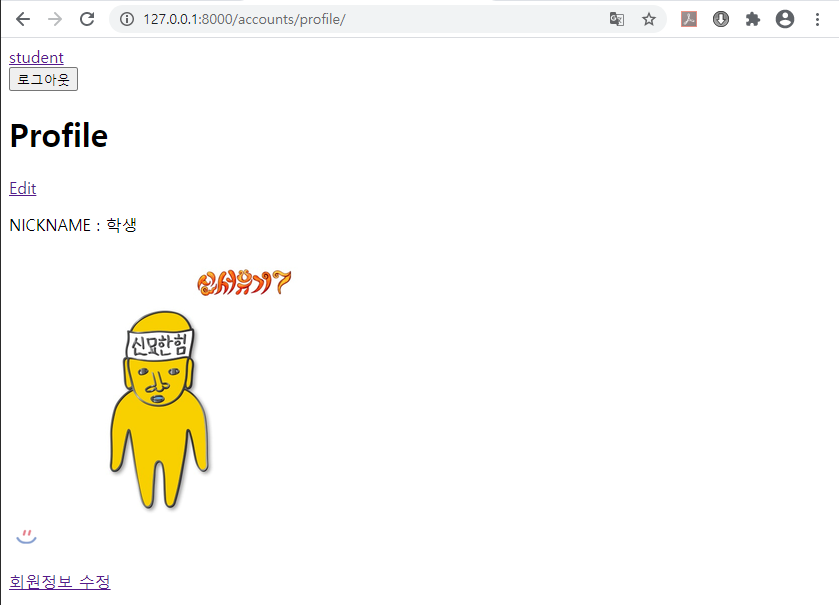 127.0.0.1:8000/accounts/profile/
student
로그아웃
Profile
Edit
NICKNAME : 학생
신서유기7
신묘한힘
회원정보 수정